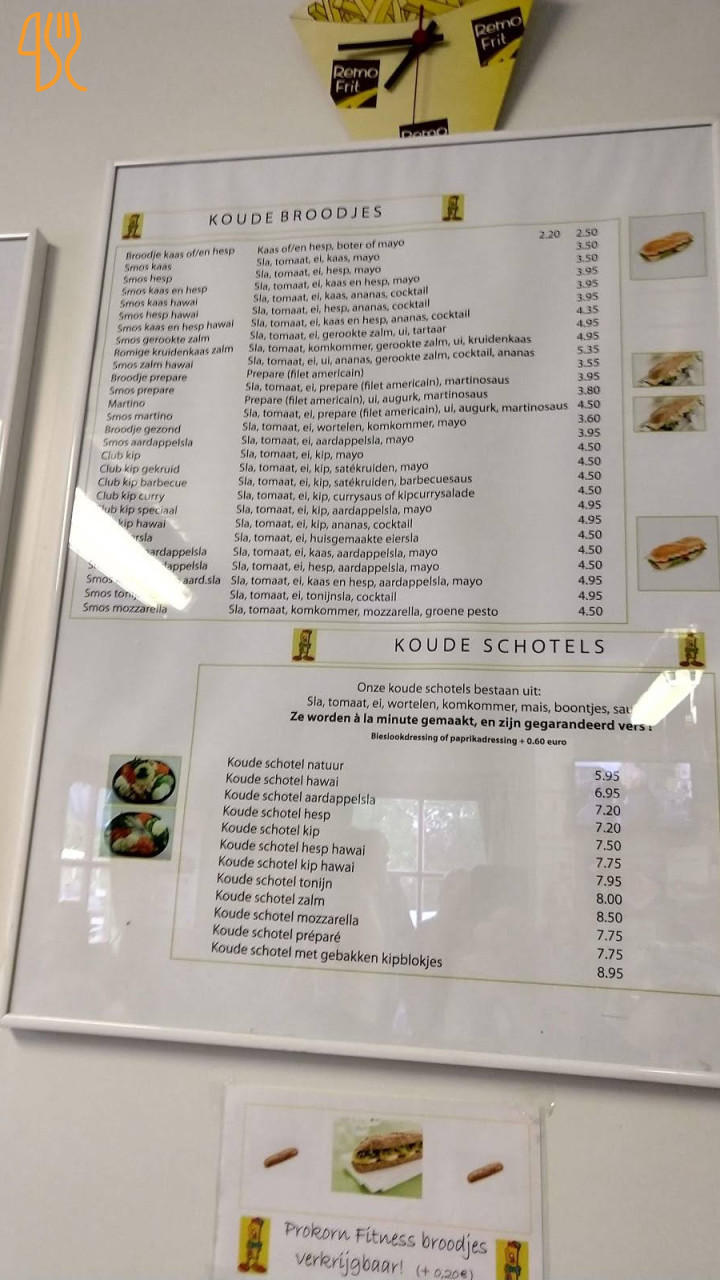 Remo Frit
Remo Frit
Remo
KOUDE BROODJES
Broodje kaas of/en hesp Kaas of/en hesp, boter of mayo 2.20 2.50
Smos kaas Sla, tomaat, ei, kaas, mayo 3.50
Smos hesp Sla, tomaat, ei, hesp, mayo 3.50
Smos kaas en hesp Sla, tomaat, ei, kaas en hesp, mayo 3.95
Smos kaas hawai Sla, tomaat, ei, kaas, ananas, cocktail 3.95
Smos hesp hawai Sla, tomaat, ei, hesp, ananas, cocktail 3.95
Smos kaas en hesp hawai Sla, tomaat, ei, kaas en hesp, ananas, cocktail 4.35
Smos gerookte zalm Sla, tomaat, ei, gerookte zalm, ui, tartaar 4.95
Romige kruidenkaas zalm Sla, tomaat, komkommer, gerookte zalm, ui, kruidenkaas 4.95
Smos zalm hawai Sla, tomaat, ei, ui, ananas, gerookte zalm, cocktail, ananas 5.35
Broodje prepare Prepare (filet americain) 3.55
Smos prepare Sla, tomaat, ei, prepare (filet americain), martinosaus 3.95
Martino Prepare (filet americain), ui, augurk, martinosaus 3.80
Smos martino Sla, tomaat, ei, prepare (filet americain), ui, augurk, martinosaus 4.50
Broodje gezond Sla, tomaat, ei, wortelen, komkommer, mayo 3.60
Smos aardappelsla Sla, tomaat, ei, aardappelsla, mayo 3.95
Club kip Sla, tomaat, ei, kip, mayo 4.50
Club kip gekruid Sla, tomaat, ei, kip, satékruiden, mayo 4.50
Club kip barbecue Sla, tomaat, ei, kip, satékruiden, barbecuesaus 4.50
Club kip curry Sla, tomaat, ei, kip, currysaus of kipcurrysalade 4.50
lub kip speciaal Sla, tomaat, ei, kip, aardappelsla, mayo 4.95
kip hawai Sla, tomaat, ei, kip, ananas, cocktail 4.95
ersla Sla, tomaat, ei, huisgemaakte eiersla 4.50
aardappelsla Sla, tomaat, ei, kaas, aardappelsla, mayo 4.50
appelsla Sla, tomaat, ei, hesp, aardappelsla, mayo 4.50
Smos aard.sla Sla, tomaat, ei, kaas en hesp, aardappelsla, mayo 4.95
Smos tonij Sla, tomaat, ei, tonijnsla, cocktail 4.95
Smos mozzarella Sla, tomaat, komkommer, mozzarella, groene pesto 4.50
KOUDE SCHOTELS
Onze koude schotels bestaan uit:
Sla, tomaat, ei, wortelen, komkommer, mais, boontjes, sau
Ze worden à la minute gemaakt, en zijn gegarandeerd vers !
Bieslookdressing of paprikadressing + 0.60 euro
Koude schotel natuur 5.95
Koude schotel hawai 6.95
Koude schotel aardappelsla 7.20
Koude schotel hesp 7.20
Koude schotel kip 7.50
Koude schotel hesp hawai 7.75
Koude schotel kip hawai 7.95
Koude schotel tonijn 8.00
Koude schotel zalm 8.50
Koude schotel mozzarella 7.75
Koude schotel préparé 7.75
Koude schotel met gebakken kipblokjes 8.95
Prokorn Fitness broodjes
verkrijgbaar! (+ 0,20€)